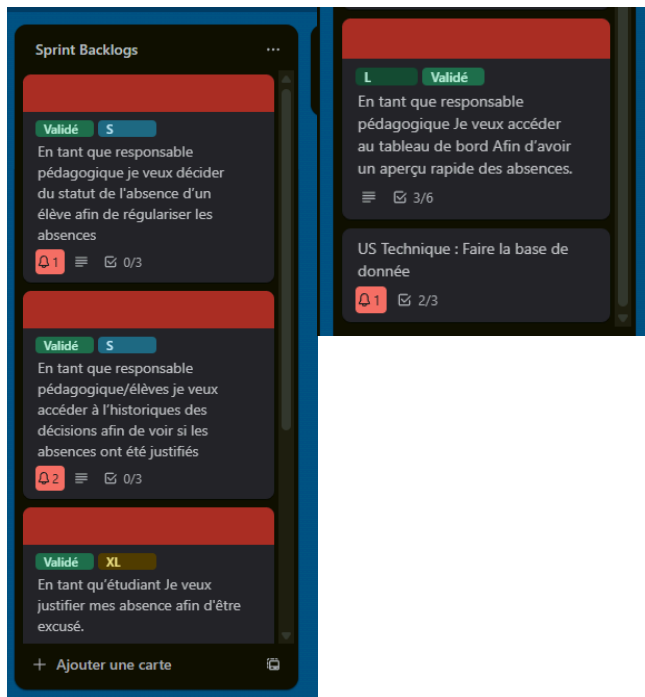 Sprint Backlogs
Validé S
En tant que responsable
pédagogique je veux décider
du statut de l'absence d'un
élève afin de régulariser les
absences
1 0/3
Validé S
En tant que responsable
pédagogique/élèves je veux
accéder à l'historiques des
décisions afin de voir si les
absences ont été justifiés
2 0/3
Validé XL
En tant qu'étudiant Je veux
justifier mes absence afin d'être
excusé.
+ Ajouter une carte
L Validé
En tant que responsable
pédagogique Je veux accéder
au tableau de bord Afin d'avoir
un aperçu rapide des absences.
3/6
US Technique : Faire la base de
donnée
1 2/3